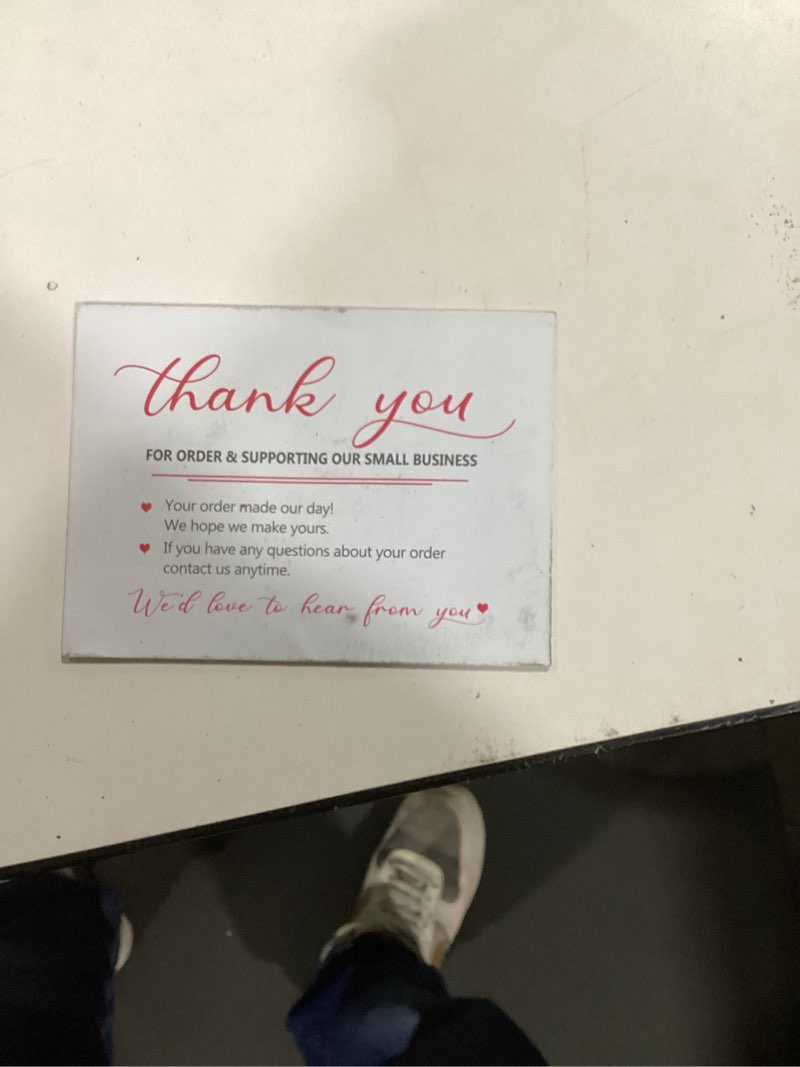 thank you
FOR ORDER & SUPPORTING OUR SMALL BUSINESS
Your order made our day!
We hope we make yours.
If you have any questions about your order
contact us anytime.
We'd love to hear from you